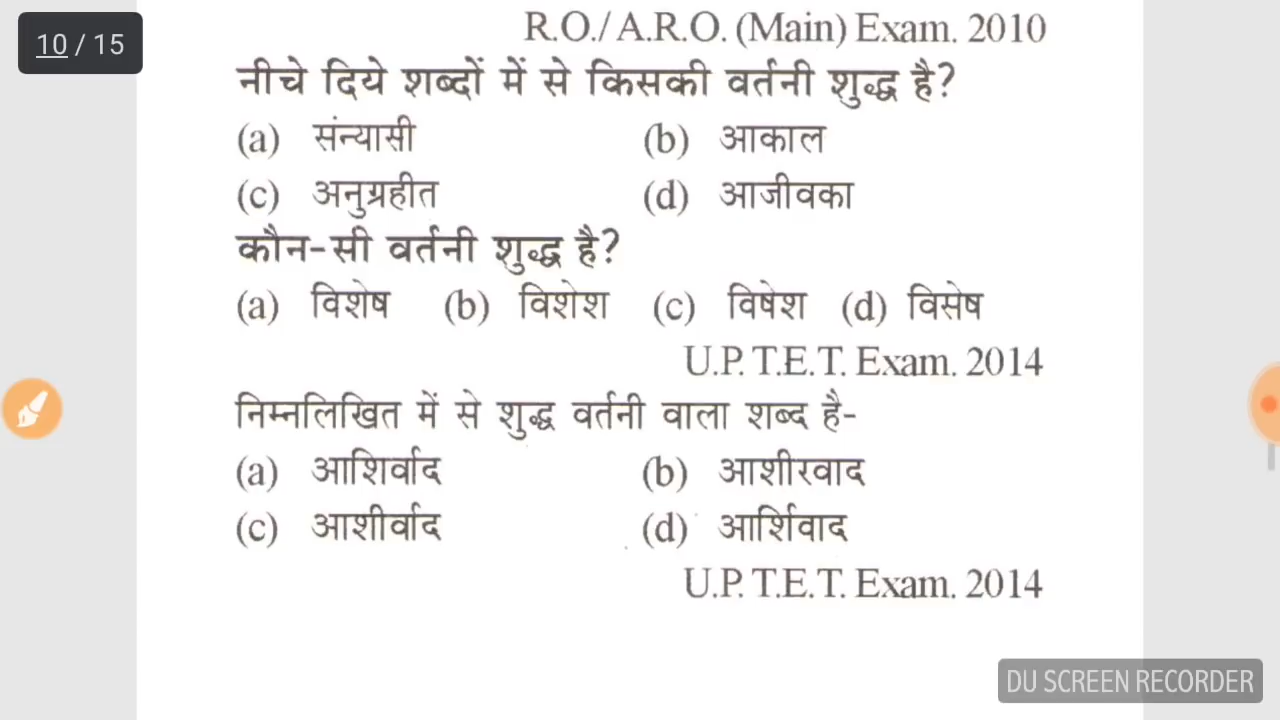 10 / 15
R.O./ A.R.O. (Main) Exam. 2010
नीचे दिये शब्दों में से किसकी वर्तनी शुद्ध है?
(a) संन्यासी (b) आकाल
(c) अनुग्रहीत (d) आजीवका
कौन-सी वर्तनी शुद्ध है?
(a) विशेष (b) विशेश (c) विषेश (d) विसेष
U.P. T.E.T. Exam. 2014
निम्नलिखित में से शुद्ध वर्तनी वाला शब्द है-
(a) आशिर्वाद (b) आशीरवाद
(c) आशीर्वाद (d) आर्शिवाद
U.P. T.E.T. Exam. 2014
DU SCREEN RECORDER